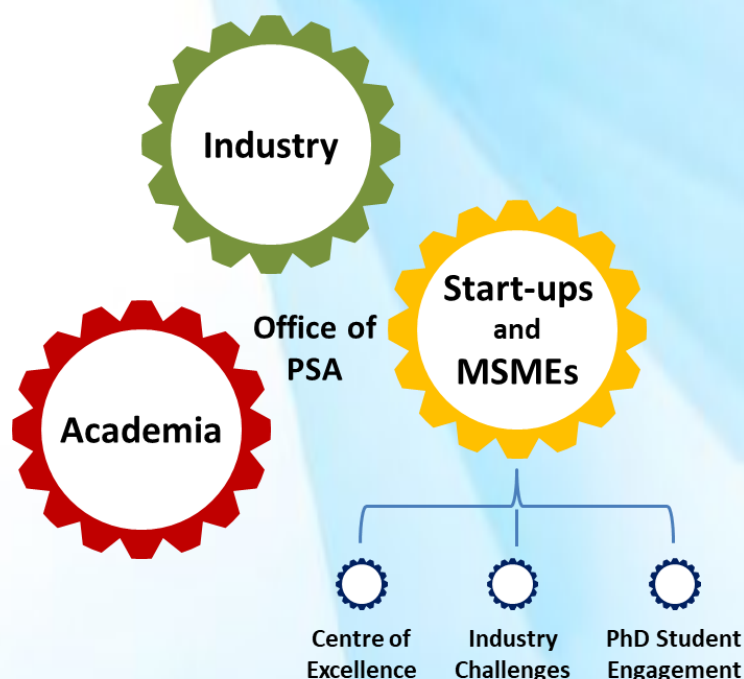 Industry
Start-ups
and
MSMEs
Office of
PSA
Academia
Centre of
Excellence
Industry
Challenges
PhD Student
Engagement